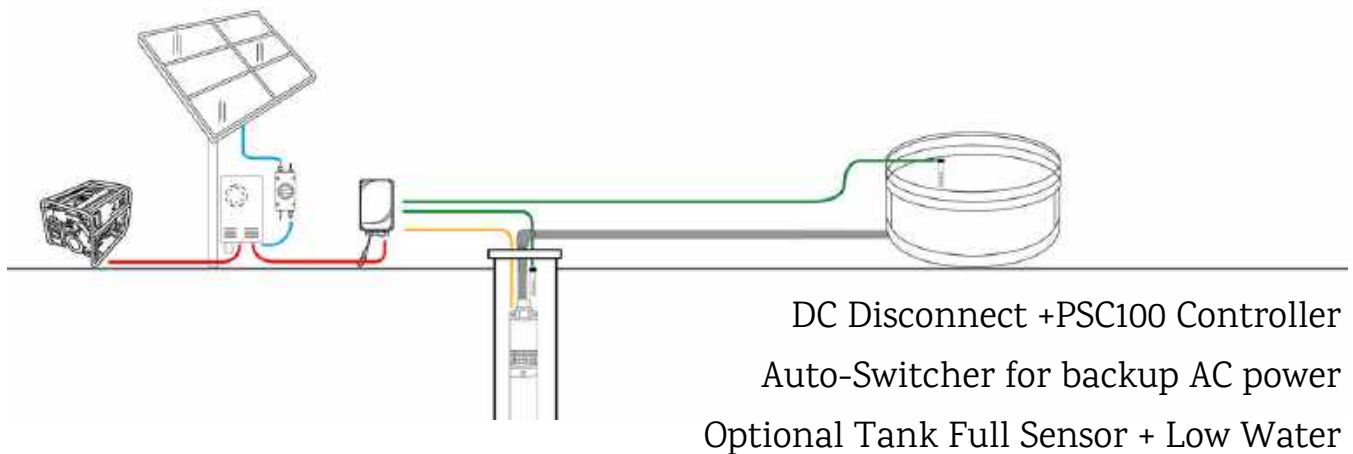 DC Disconnect +PSC100 Controller
Auto-Switcher for backup AC power
Optional Tank Full Sensor + Low Water